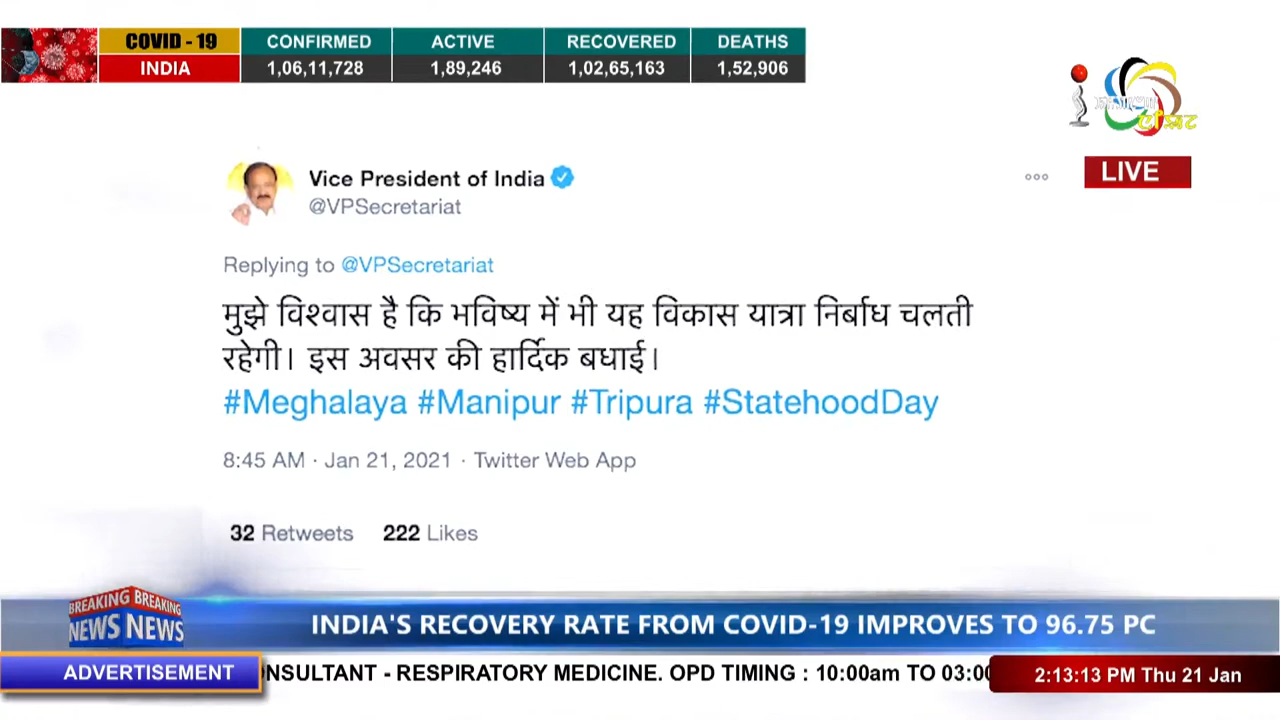 COVID - 19 CONFIRMED ACTIVE RECOVERED DEATHS
INDIA 1,06,11,728 1,89,246 1,02,65,163 1,52,906
LIVE
Vice President of India
@VPSecretariat
Replying to @VPSecretariat
मुझे विश्वास है कि भविष्य में भी यह विकास यात्रा निर्बाध चलती
रहेगी। इस अवसर की हार्दिक बधाई।
#Meghalaya #Manipur #Tripura #StatehoodDay
8:45 AM · Jan 21, 2021 · Twitter Web App
32 Retweets 222 Likes
BREAKING BREAKING
NEWS NEWS
INDIA'S RECOVERY RATE FROM COVID-19 IMPROVES TO 96.75 PC
ADVERTISEMENT ONSULTANT - RESPIRATORY MEDICINE. OPD TIMING : 10:00am TO 03:00 2:13:13 PM Thu 21 Jan